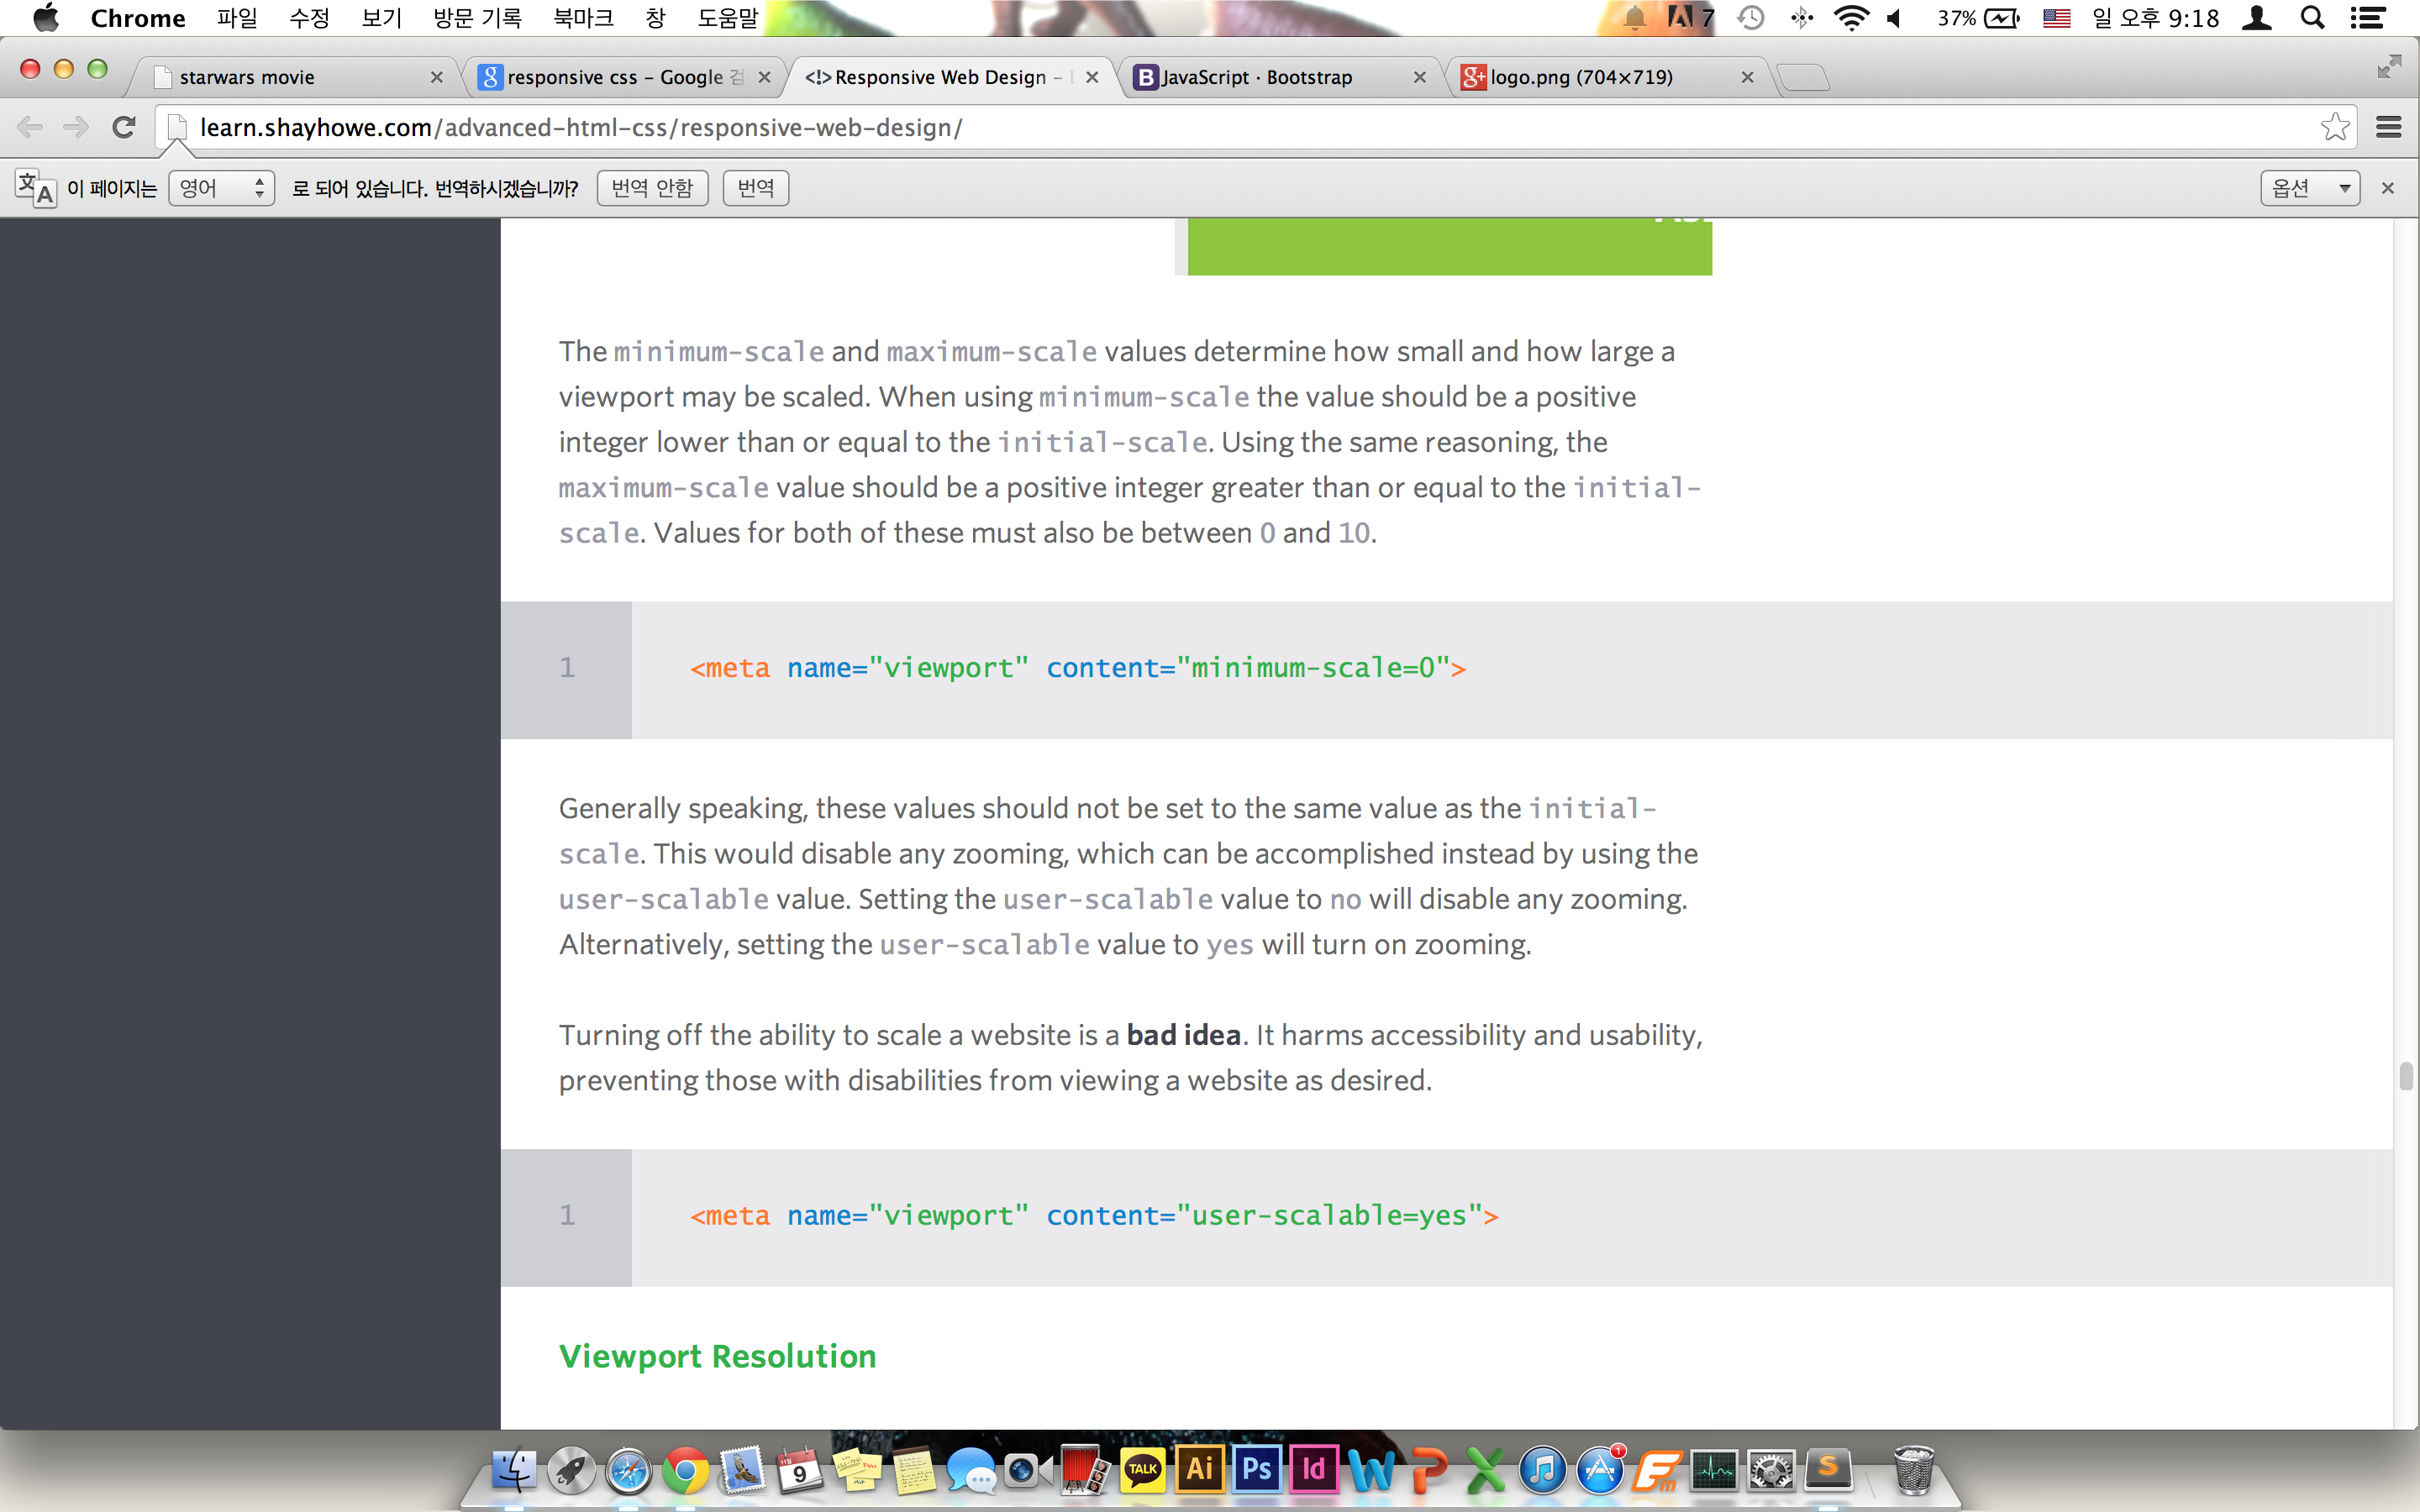 Chrome 파일 수정 보기 방문 기록 북마크 창 도움말 7 37% 일 오후 9:18
starwars movie responsive css – Google 검 <!> Responsive Web Design – B JavaScript · Bootstrap g+ logo.png (704×719)
learn.shayhowe.com/advanced-html-css/responsive-web-design/
文A 이 페이지는 영어 로 되어 있습니다. 번역하시겠습니까? 번역 안함 번역 옵션
The minimum-scale and maximum-scale values determine how small and how large a
viewport may be scaled. When using minimum-scale the value should be a positive
integer lower than or equal to the initial-scale. Using the same reasoning, the
maximum-scale value should be a positive integer greater than or equal to the initial-
scale. Values for both of these must also be between 0 and 10.
1 <meta name="viewport" content="minimum-scale=0">
Generally speaking, these values should not be set to the same value as the initial-
scale. This would disable any zooming, which can be accomplished instead by using the
user-scalable value. Setting the user-scalable value to no will disable any zooming.
Alternatively, setting the user-scalable value to yes will turn on zooming.
Turning off the ability to scale a website is a bad idea. It harms accessibility and usability,
preventing those with disabilities from viewing a website as desired.
1 <meta name="viewport" content="user-scalable=yes">
Viewport Resolution
11월 9 TALK Ai Ps Id W P X 1 Fm S